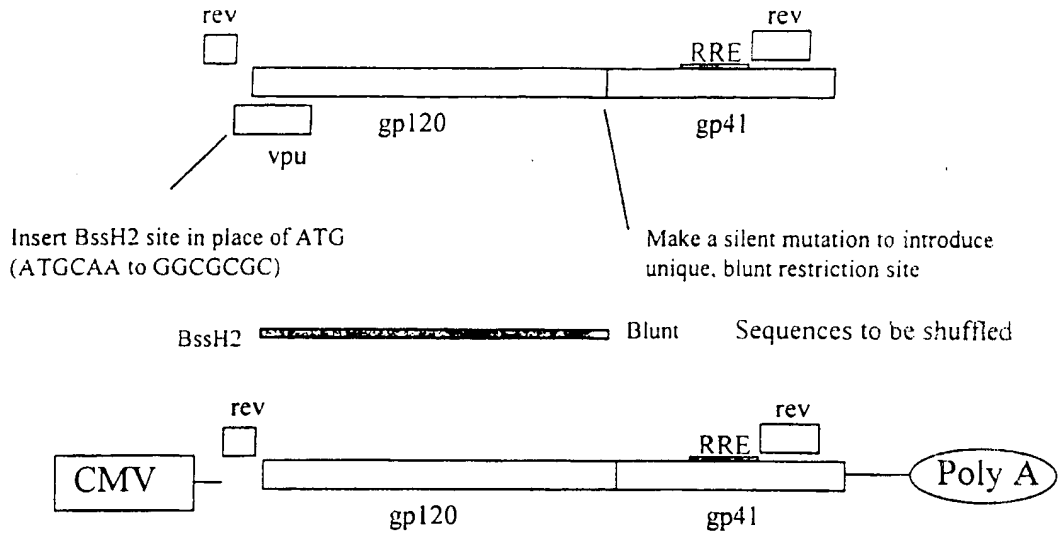 rev
rev
RRE
gp120
gp41
vpu
Insert BssH2 site in place of ATG
(ATGCAA to GGCGCGC)
Make a silent mutation to introduce
unique, blunt restriction site
BssH2
Blunt
Sequences to be shuffled
rev
rev
RRE
CMV
Poly A
gp120
gp41